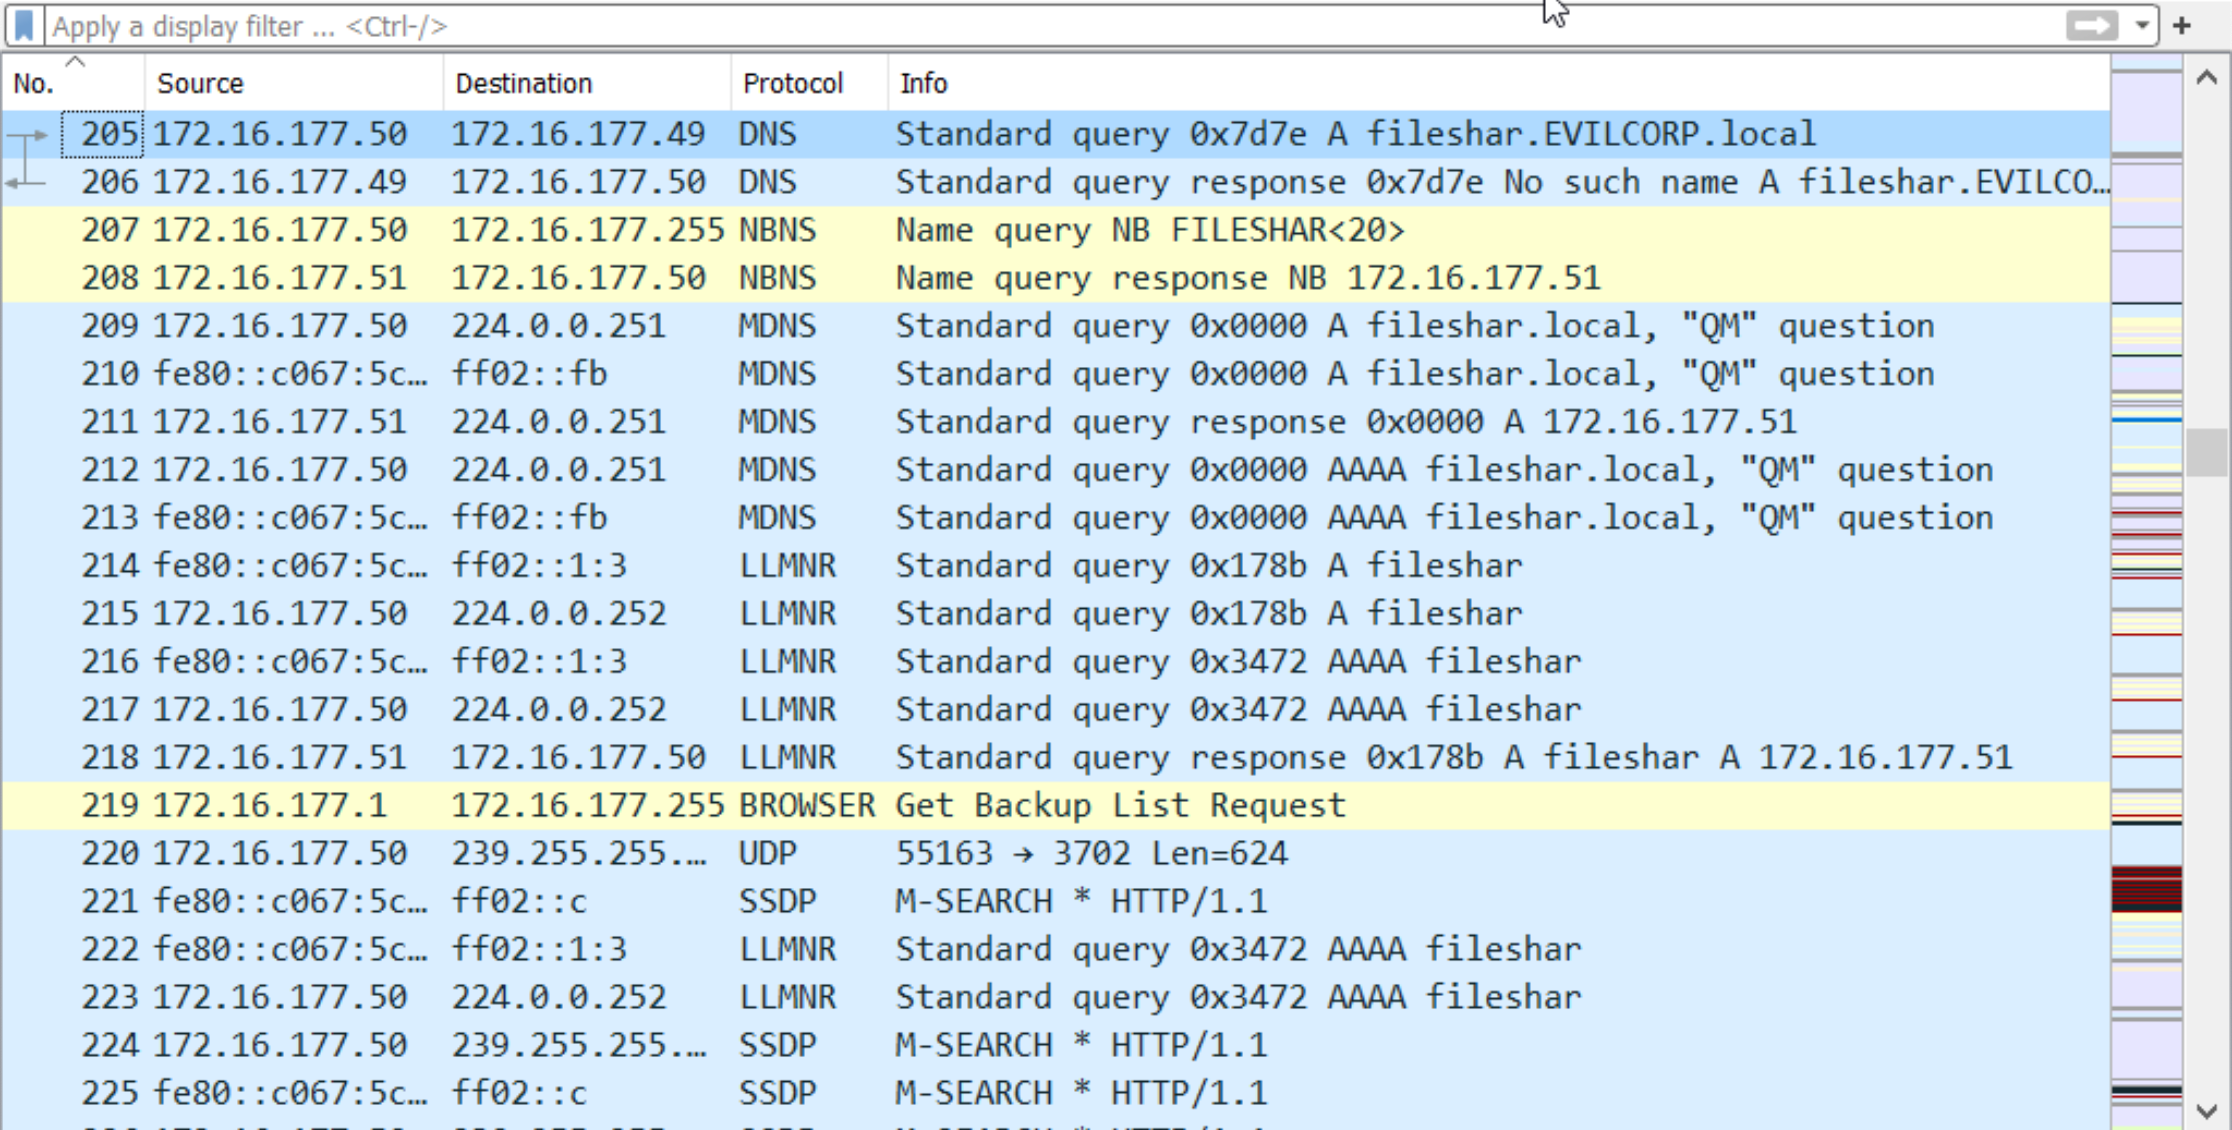 Apply a display filter ... <Ctrl-/>
No. Source Destination Protocol Info
205 172.16.177.50 172.16.177.49 DNS Standard query 0x7d7e A fileshar.EVILCORP.local
206 172.16.177.49 172.16.177.50 DNS Standard query response 0x7d7e No such name A fileshar.EVILCO…
207 172.16.177.50 172.16.177.255 NBNS Name query NB FILESHAR<20>
208 172.16.177.51 172.16.177.50 NBNS Name query response NB 172.16.177.51
209 172.16.177.50 224.0.0.251 MDNS Standard query 0x0000 A fileshar.local, "QM" question
210 fe80::c067:5c… ff02::fb MDNS Standard query 0x0000 A fileshar.local, "QM" question
211 172.16.177.51 224.0.0.251 MDNS Standard query response 0x0000 A 172.16.177.51
212 172.16.177.50 224.0.0.251 MDNS Standard query 0x0000 AAAA fileshar.local, "QM" question
213 fe80::c067:5c… ff02::fb MDNS Standard query 0x0000 AAAA fileshar.local, "QM" question
214 fe80::c067:5c… ff02::1:3 LLMNR Standard query 0x178b A fileshar
215 172.16.177.50 224.0.0.252 LLMNR Standard query 0x178b A fileshar
216 fe80::c067:5c… ff02::1:3 LLMNR Standard query 0x3472 AAAA fileshar
217 172.16.177.50 224.0.0.252 LLMNR Standard query 0x3472 AAAA fileshar
218 172.16.177.51 172.16.177.50 LLMNR Standard query response 0x178b A fileshar A 172.16.177.51
219 172.16.177.1 172.16.177.255 BROWSER Get Backup List Request
220 172.16.177.50 239.255.255.… UDP 55163 → 3702 Len=624
221 fe80::c067:5c… ff02::c SSDP M-SEARCH * HTTP/1.1
222 fe80::c067:5c… ff02::1:3 LLMNR Standard query 0x3472 AAAA fileshar
223 172.16.177.50 224.0.0.252 LLMNR Standard query 0x3472 AAAA fileshar
224 172.16.177.50 239.255.255.… SSDP M-SEARCH * HTTP/1.1
225 fe80::c067:5c… ff02::c SSDP M-SEARCH * HTTP/1.1